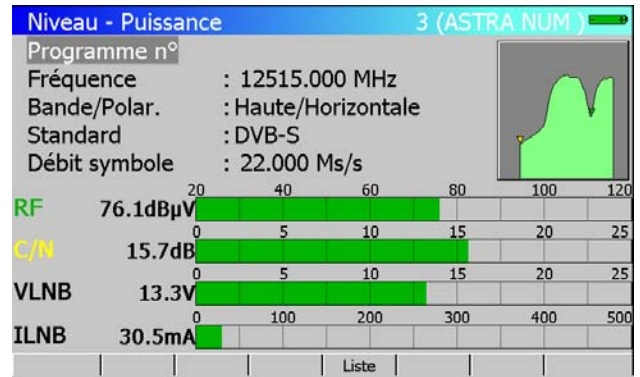 Niveau - Puissance 3 (ASTRA NUM )
Programme n°
Fréquence : 12515.000 MHz
Bande/Polar. : Haute/Horizontale
Standard : DVB-S
Débit symbole : 22.000 Ms/s
20 40 60 80 100 120
RF 76.1dBµV
0 5 10 15 20 25
C/N 15.7dB
0 5 10 15 20 25
VLNB 13.3V
0 100 200 300 400 500
ILNB 30.5mA
Liste